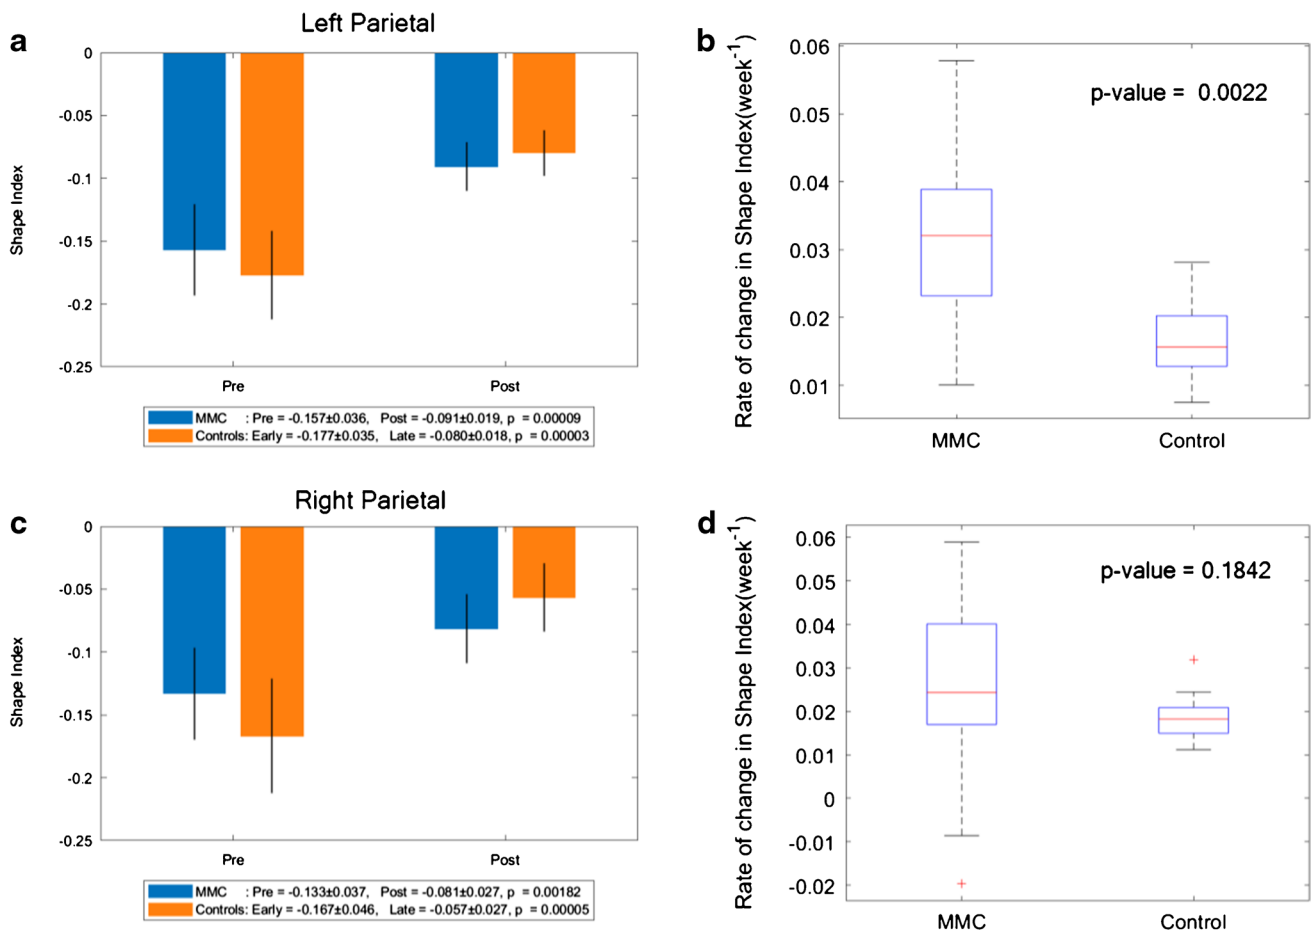 a
Left Parietal
0
-0.05
-0.1
-0.15
-0.2
-0.25
Shape Index
Pre
Post
MMC : Pre = -0.157±0.036, Post = -0.091±0.019, p = 0.00009
Controls: Early = -0.177±0.035, Late = -0.080±0.018, p = 0.00003
b
0.06
0.05
0.04
0.03
0.02
0.01
Rate of change in Shape Index(week-1)
p-value = 0.0022
MMC
Control
c
Right Parietal
0
-0.05
-0.1
-0.15
-0.2
-0.25
Shape Index
Pre
Post
MMC : Pre = -0.133±0.037, Post = -0.081±0.027, p = 0.00182
Controls: Early = -0.167±0.046, Late = -0.057±0.027, p = 0.00005
d
0.06
0.05
0.04
0.03
0.02
0.01
0
-0.01
-0.02
Rate of change in Shape Index(week-1)
p-value = 0.1842
MMC
Control